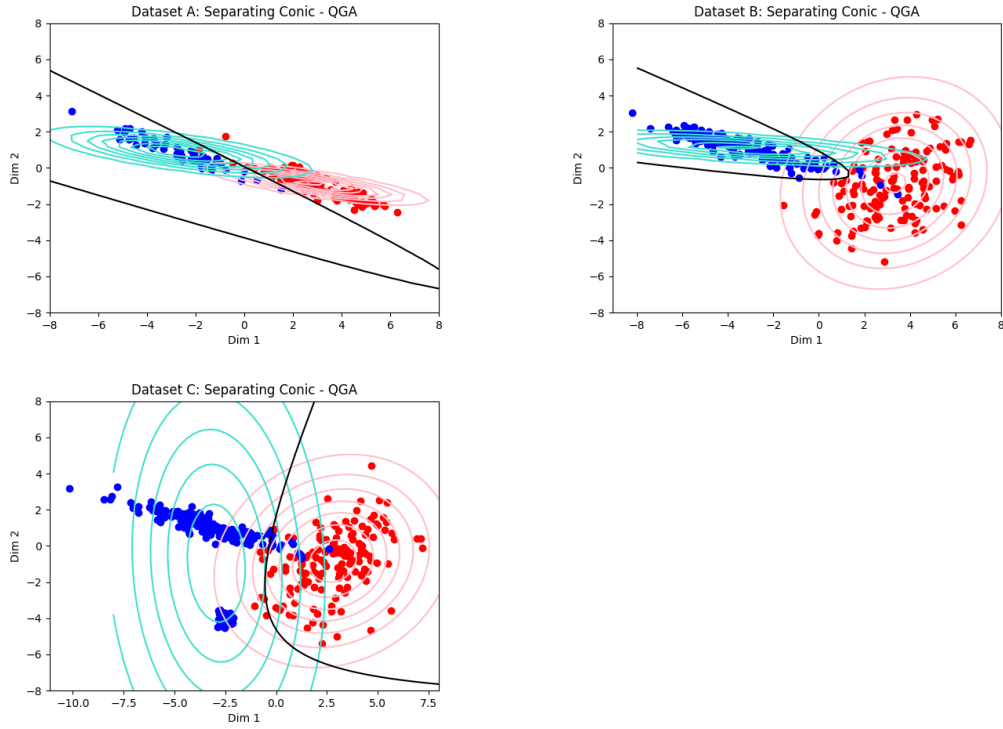 Dataset A: Separating Conic - QGA
8
6
4
2
0
−2
−4
−6
−8
Dim 2
−8 −6 −4 −2 0 2 4 6 8
Dim 1
Dataset B: Separating Conic - QGA
8
6
4
2
0
−2
−4
−6
−8
Dim 2
−8 −6 −4 −2 0 2 4 6 8
Dim 1
Dataset C: Separating Conic - QGA
8
6
4
2
0
−2
−4
−6
−8
Dim 2
−10.0 −7.5 −5.0 −2.5 0.0 2.5 5.0 7.5
Dim 1